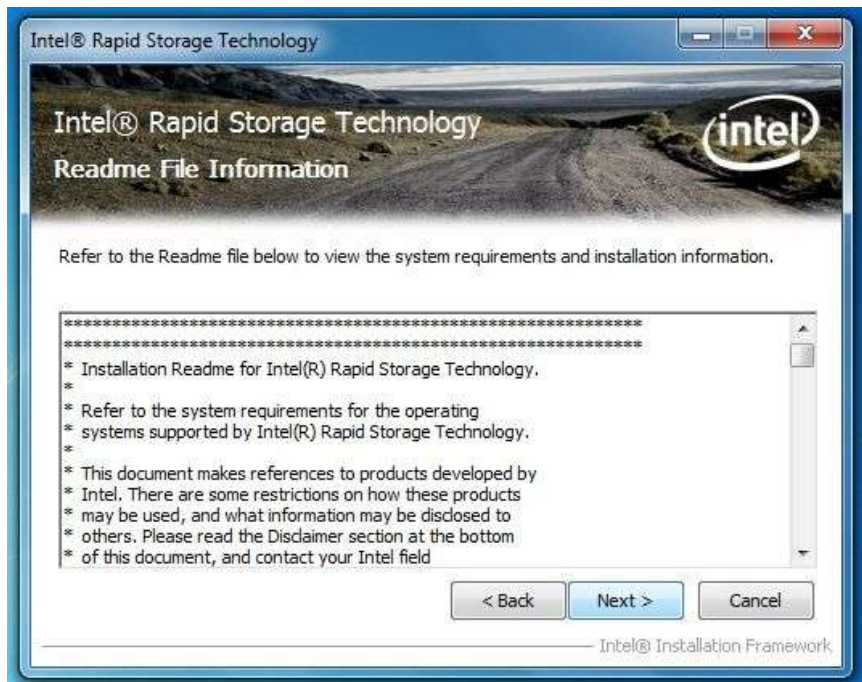 Intel® Rapid Storage Technology
Intel® Rapid Storage Technology
intel
Readme File Information
Refer to the Readme file below to view the system requirements and installation information.
************************************************************
************************************************************
* Installation Readme for Intel(R) Rapid Storage Technology.
*
* Refer to the system requirements for the operating
* systems supported by Intel(R) Rapid Storage Technology.
*
* This document makes references to products developed by
* Intel. There are some restrictions on how these products
* may be used, and what information may be disclosed to
* others. Please read the Disclaimer section at the bottom
* of this document, and contact your Intel field
< Back Next > Cancel
Intel® Installation Framework